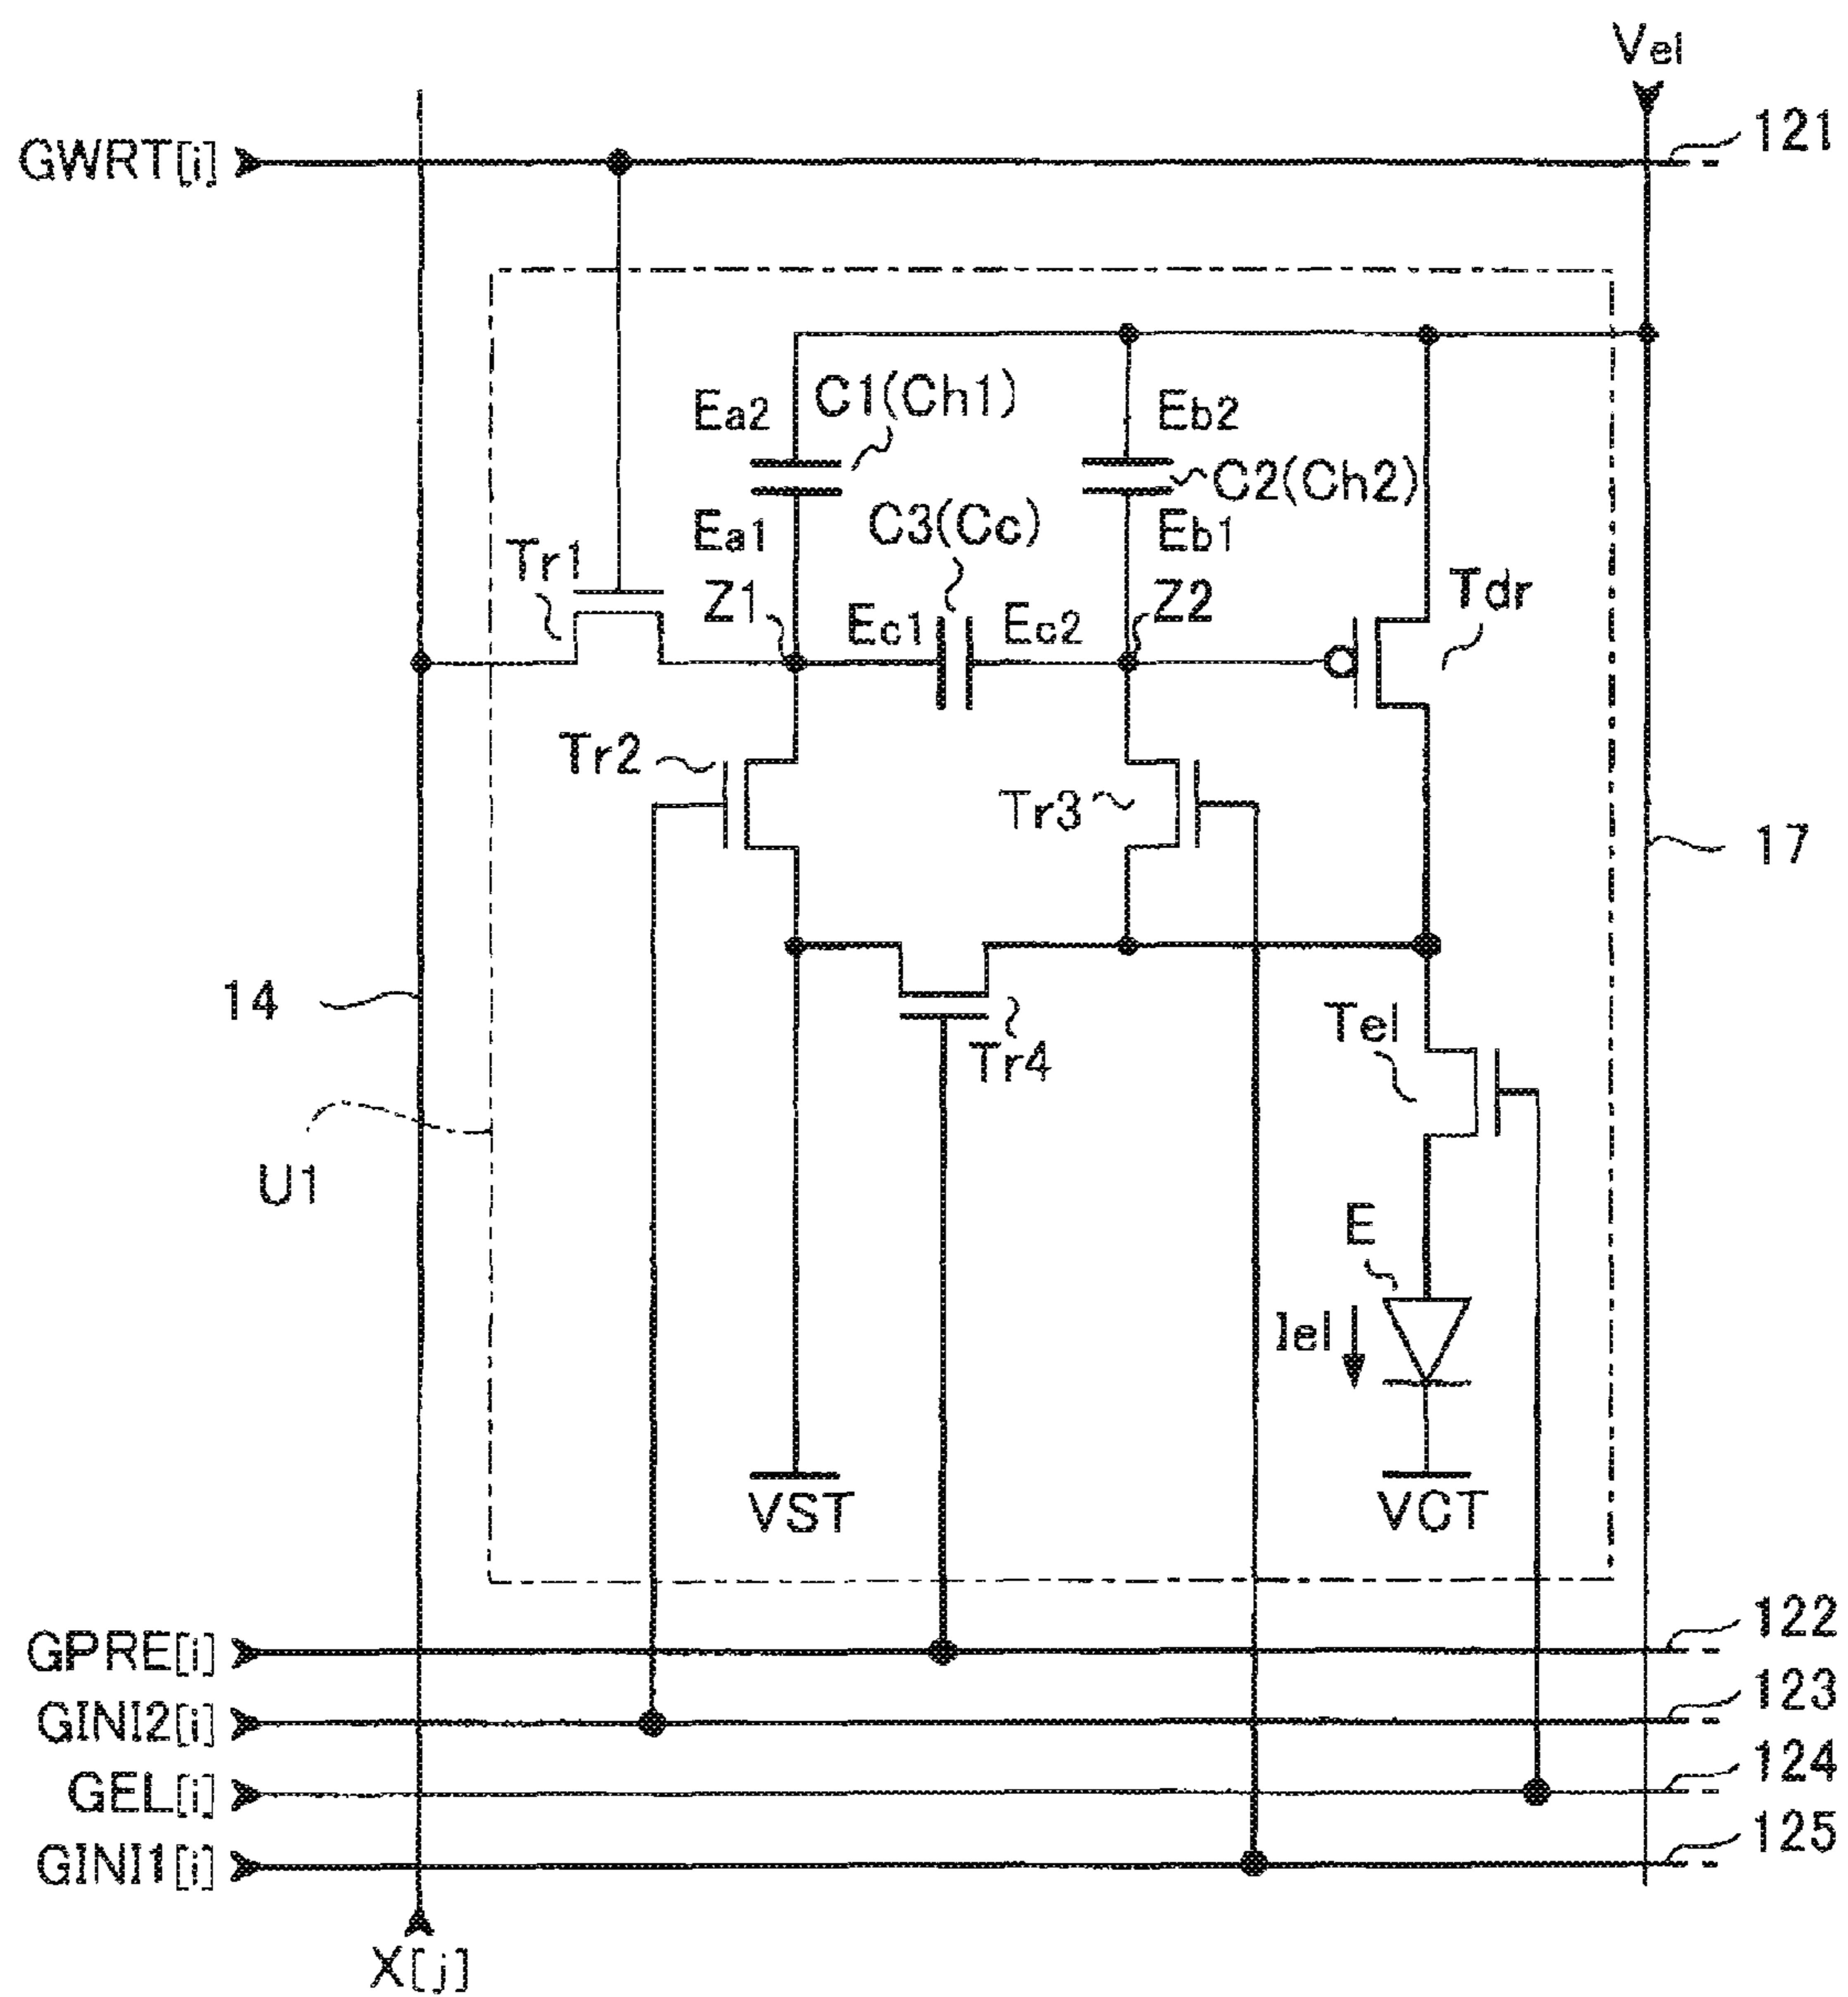 Vel
GWRT[i]
121
Ea2
C1(Ch1)
Eb2
C2(Ch2)
Ea1
C3(Cc)
Eb1
Tr1
Z1
Ec1
Ec2
Z2
Tdr
Tr2
Tr3
17
14
Tr4
Tel
U1
E
Iel
VST
VCT
GPRE[i]
122
GINI2[i]
123
GEL[i]
124
GINI1[i]
125
X[j]